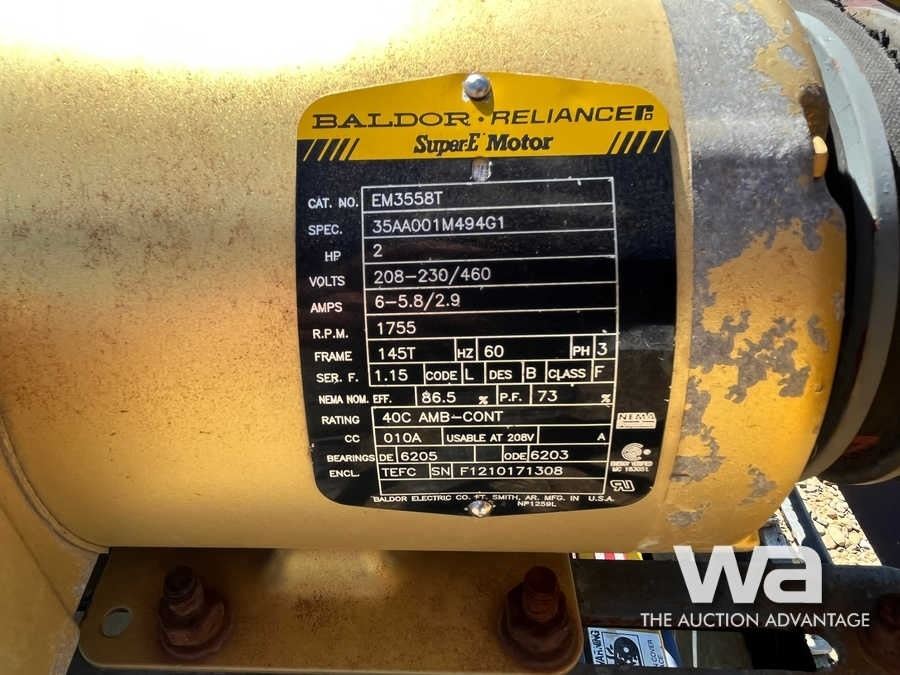 BALDOR · RELIANCE
Super-E Motor
CAT. NO. EM3558T
SPEC. 35AA001M494G1
HP 2
VOLTS 208-230/460
AMPS 6-5.8/2.9
R.P.M. 1755
FRAME 145T HZ 60 PH 3
SER. F. 1.15 CODE L DES B CLASS F
NEMA NOM. EFF. 86.5 % P.F. 73 %
RATING 40C AMB-CONT
NEMA
CC 010A USABLE AT 208V A
BEARINGS DE 6205 ODE 6203
ENCL. TEFC SN F1210171308
BALDOR ELECTRIC CO. FT. SMITH, AR. MFG. IN U.S.A.
NP1259L
wa
THE AUCTION ADVANTAGE
WARNING